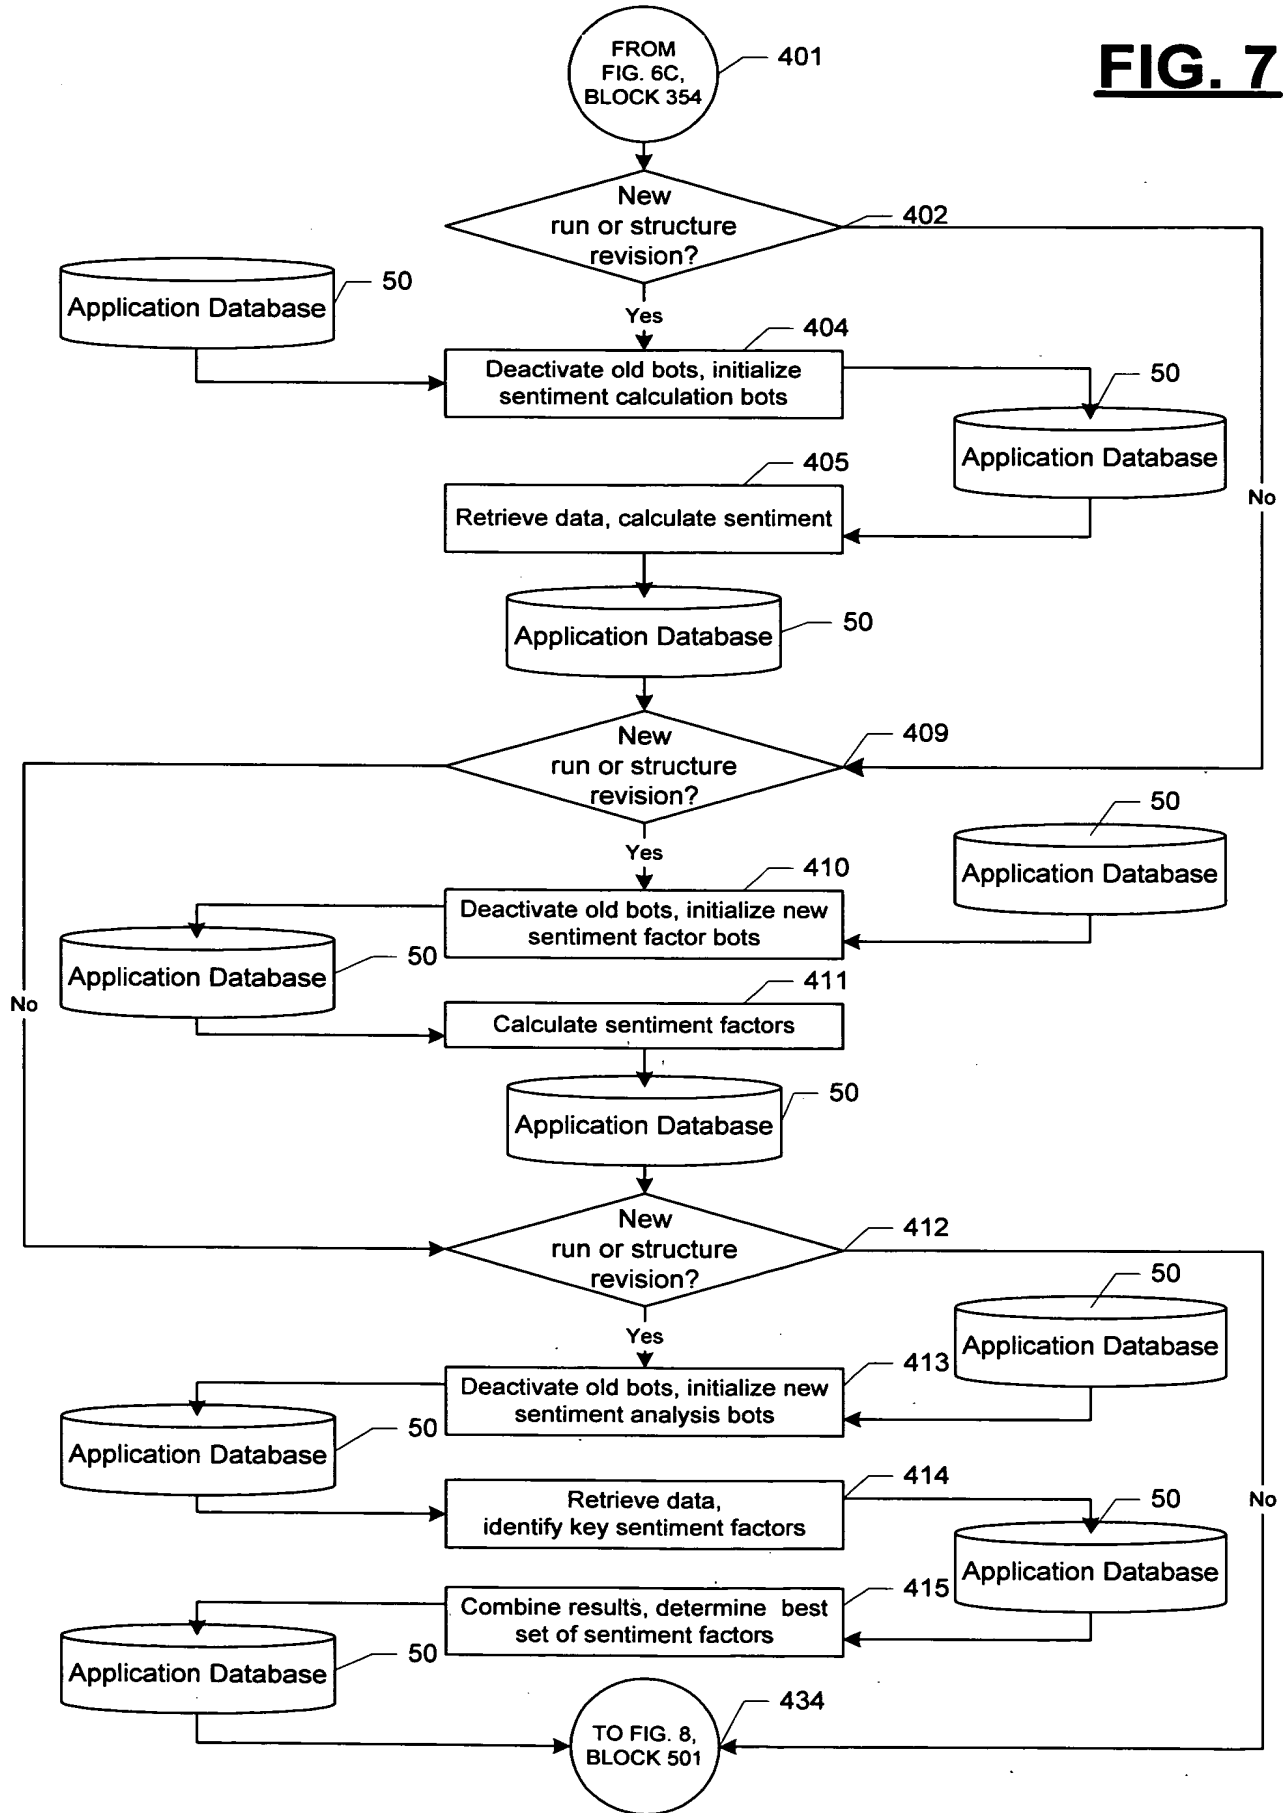 FROM
FIG. 6C,
BLOCK 354
401
FIG. 7
New
run or structure
revision?
402
Application Database
50
Yes
404
Deactivate old bots, initialize
sentiment calculation bots
50
Application Database
405
Retrieve data, calculate sentiment
No
Application Database
50
New
run or structure
revision?
409
50
Application Database
Yes
410
Deactivate old bots, initialize new
sentiment factor bots
Application Database
50
No
411
Calculate sentiment factors
Application Database
50
New
run or structure
revision?
412
50
Application Database
Yes
413
Deactivate old bots, initialize new
sentiment analysis bots
Application Database
50
414
Retrieve data,
identify key sentiment factors
50
Application Database
No
415
Combine results, determine best
set of sentiment factors
Application Database
50
434
TO FIG. 8,
BLOCK 501